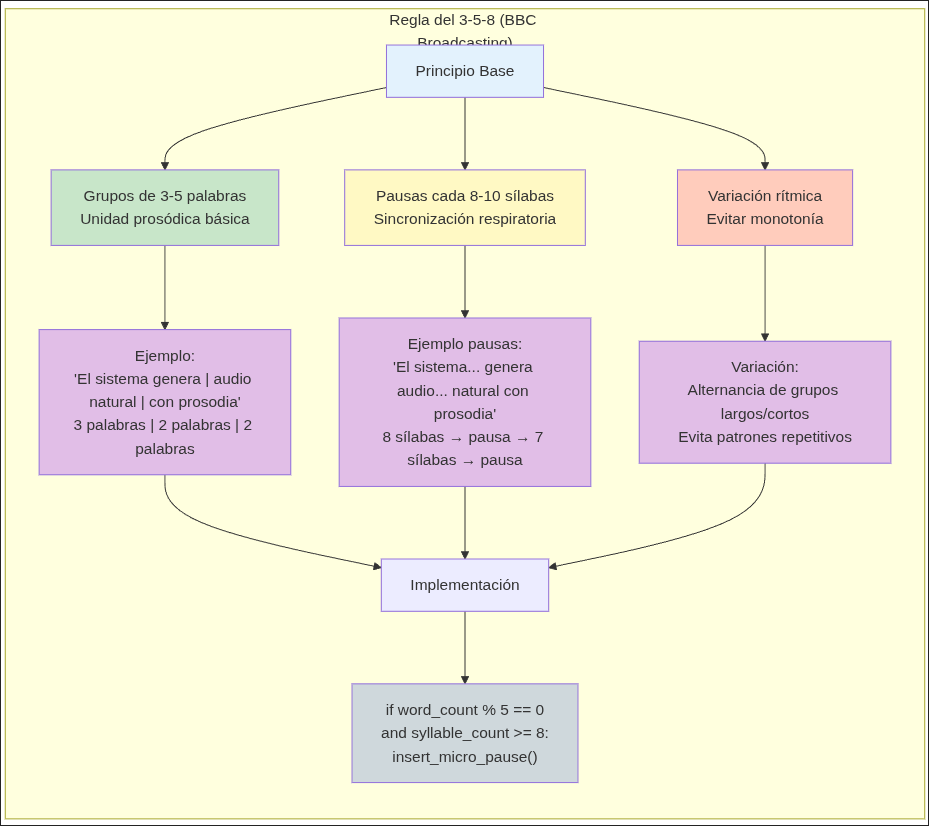 Regla del 3-5-8 (BBC
Broadcasting)
Principio Base
Grupos de 3-5 palabras
Unidad prosódica básica
Pausas cada 8-10 sílabas
Sincronización respiratoria
Variación rítmica
Evitar monotonía
Ejemplo:
'El sistema genera | audio
natural | con prosodia'
3 palabras | 2 palabras | 2
palabras
Ejemplo pausas:
'El sistema... genera
audio... natural con
prosodia'
8 sílabas → pausa → 7
sílabas → pausa
Variación:
Alternancia de grupos
largos/cortos
Evita patrones repetitivos
Implementación
if word_count % 5 == 0
and syllable_count >= 8:
insert_micro_pause()